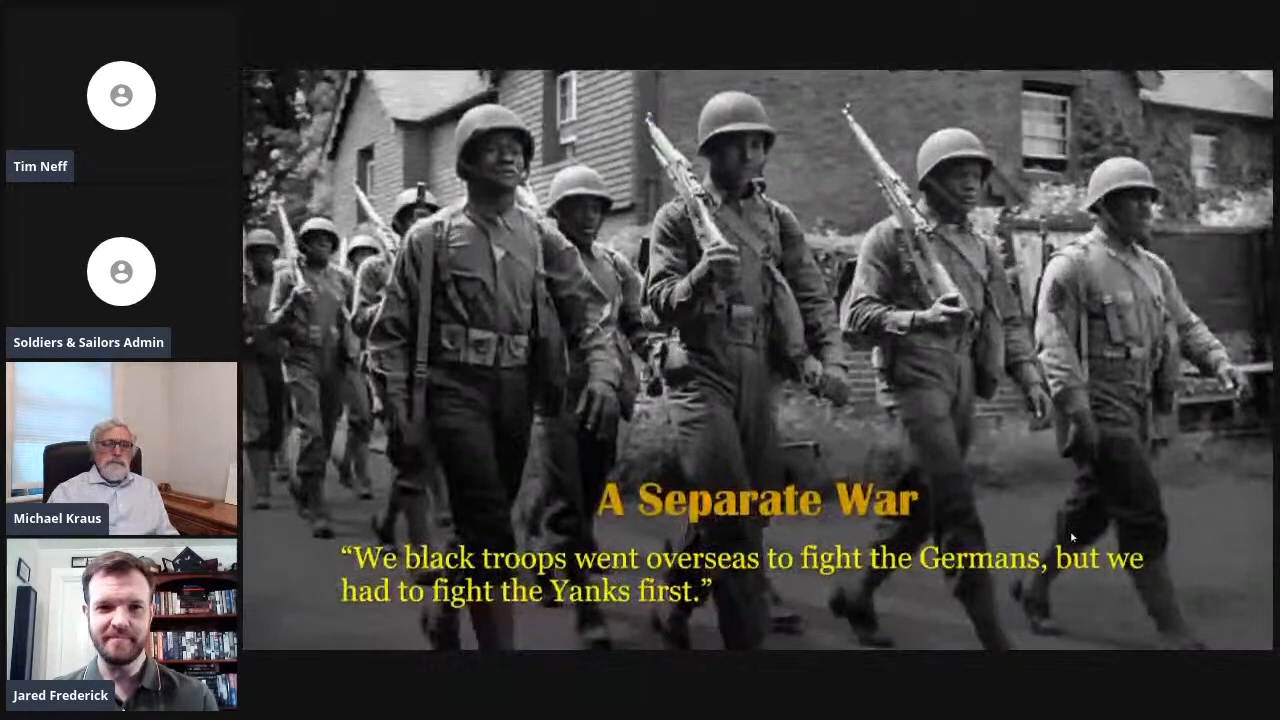 Tim Neff
Soldiers & Sailors Admin
Michael Kraus
Jared Frederick
A Separate War
“We black troops went overseas to fight the Germans, but we
had to fight the Yanks first.”